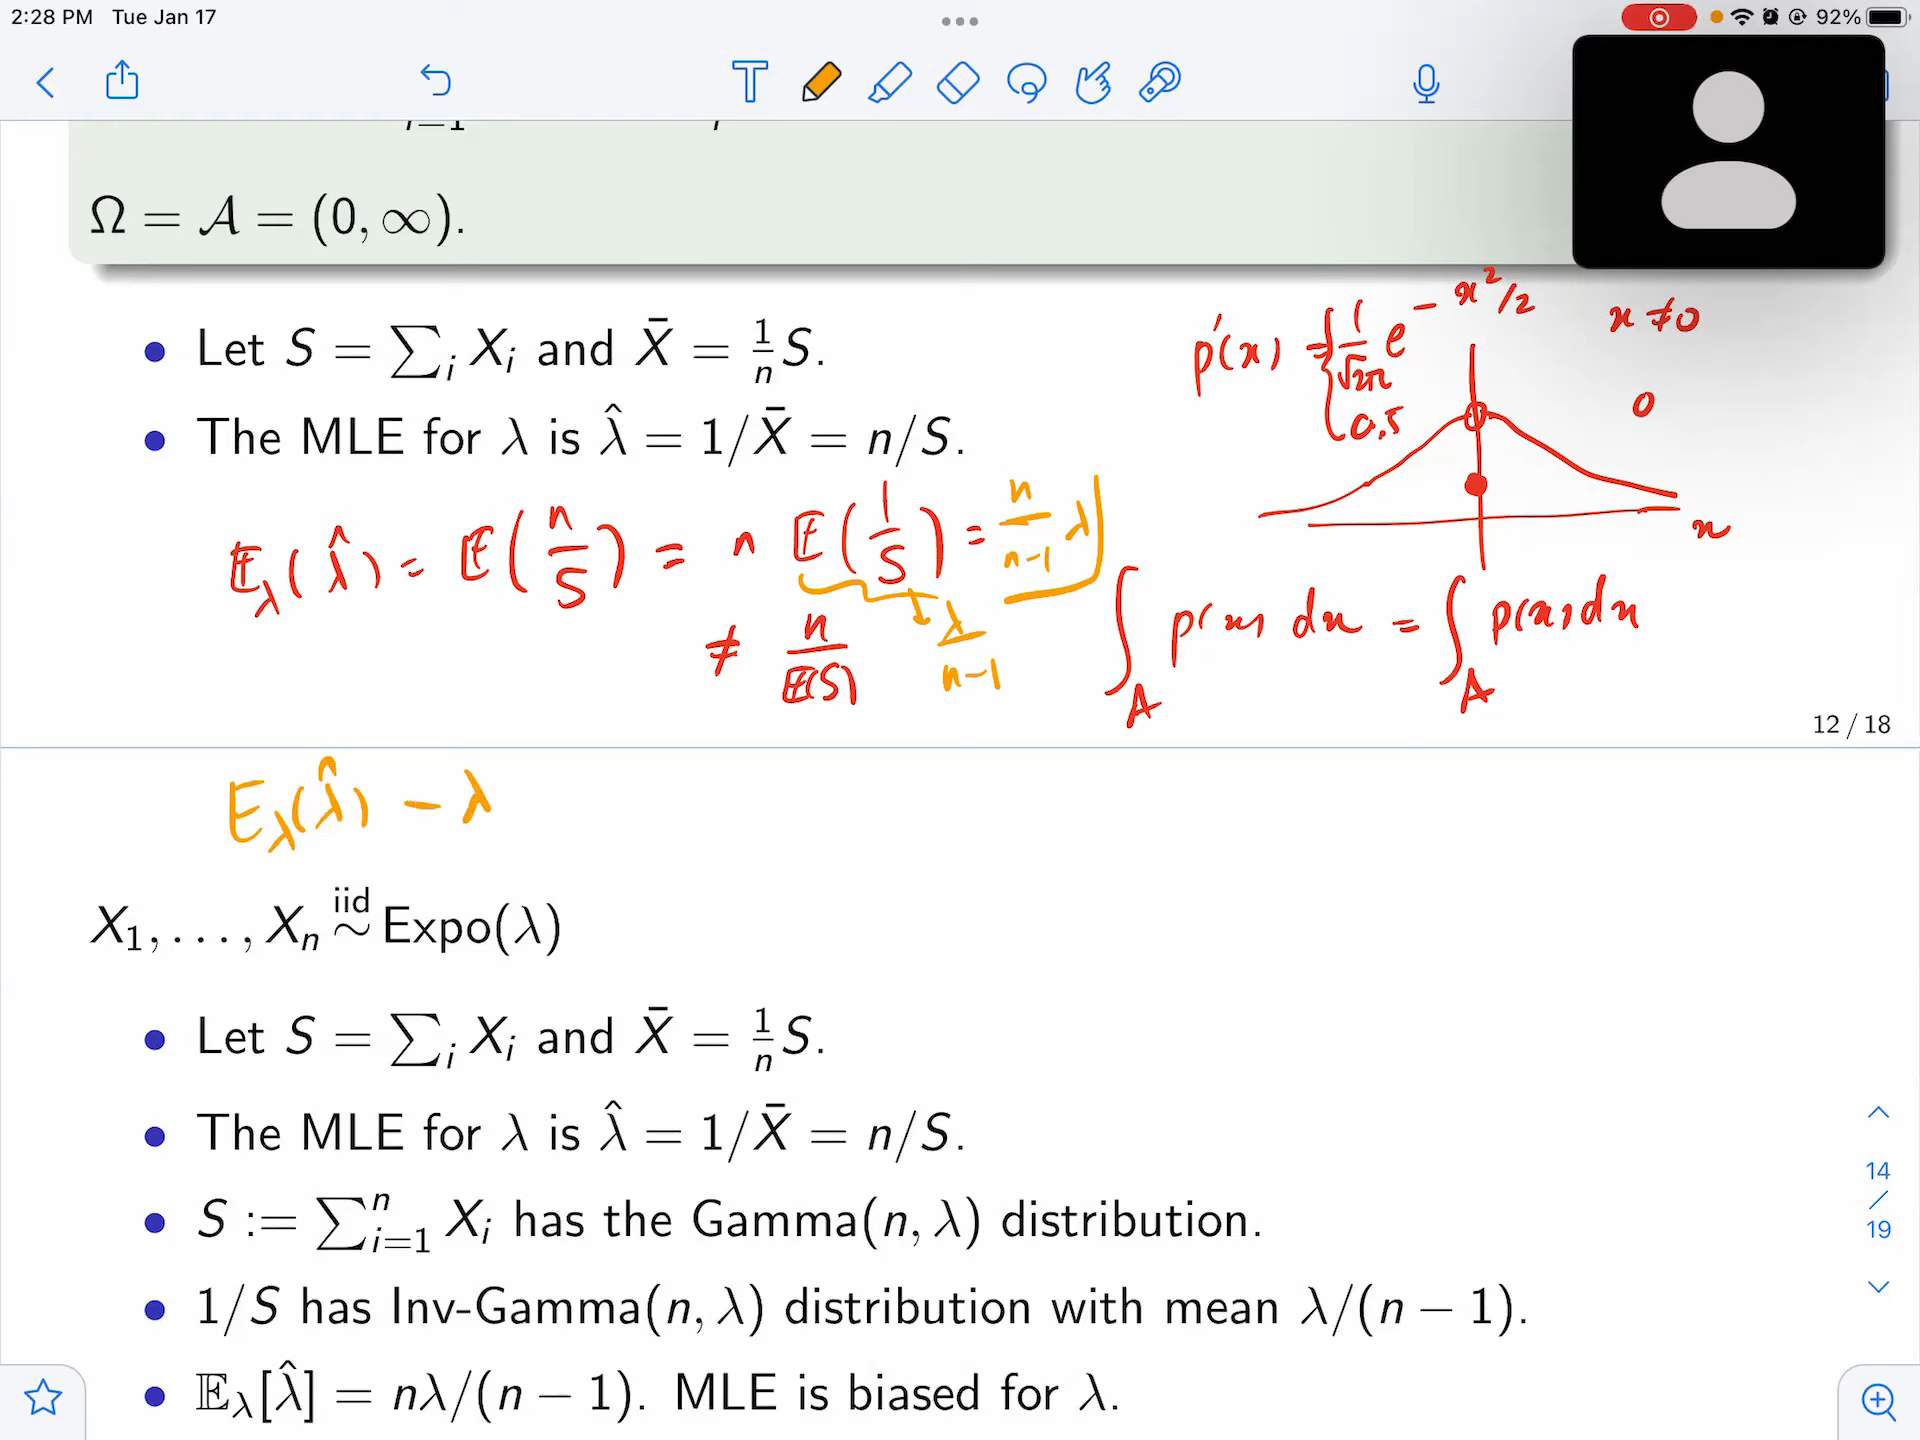 2:28 PM Tue Jan 17
92%
Ω = 𝒜 = (0, ∞).
• Let S = ∑ᵢ Xᵢ and X̄ = 1/n S.
p′(x) = { 1/√2π e^(−x²/2) x ≠ 0
0.5 0
• The MLE for λ is λ̂ = 1/X̄ = n/S.
x
𝔼_λ(λ̂) = 𝔼(n/S) = n 𝔼(1/S) = n/(n−1) λ
≠ n/𝔼(S)
λ/(n−1)
∫_A p(x) dx = ∫_A p(x) dx
12 / 18
E_λ(λ̂) − λ
X₁, . . . , Xₙ iid ~ Expo(λ)
• Let S = ∑ᵢ Xᵢ and X̄ = 1/n S.
• The MLE for λ is λ̂ = 1/X̄ = n/S.
14
/
19
• S := ∑ⁿᵢ₌₁ Xᵢ has the Gamma(n, λ) distribution.
• 1/S has Inv-Gamma(n, λ) distribution with mean λ/(n − 1).
• 𝔼_λ[λ̂] = nλ/(n − 1). MLE is biased for λ.